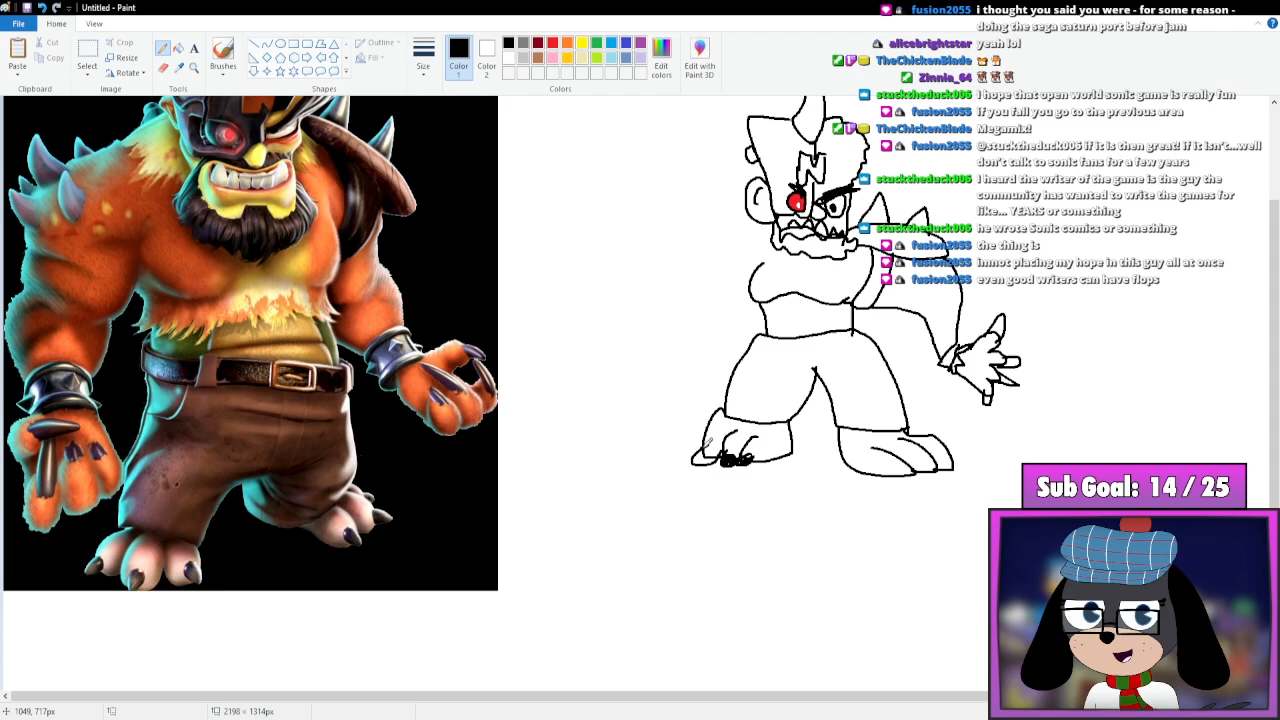 Untitled - Paint
File Home View
Paste Cut Copy Clipboard
Select Crop Resize Rotate Image
Tools
Brushes
Outline Fill Shapes
Size
Color 1 Color 2
Colors
Edit colors
Edit with Paint 3D
fusion2055 i thought you said you were - for some reason -
doing the sega saturn port before jam
alicebrightstar yeah lol
TheChickenBlade
Zinnia_64
stucktheduck006 I hope that open world sonic game is really fun
fusion2055 If you fall you go to the previous area
TheChickenBlade Megamix!
fusion2055 @stucktheduck006 if it is then great! if it isn't...well
don't talk to sonic fans for a few years
stucktheduck006 I heard the writer of the game is the guy the
community has wanted to write the games for
like... YEARS or something
stucktheduck006 he wrote Sonic comics or something
fusion2055 the thing is
fusion2055 imnot placing my hope in this guy all at once
fusion2055 even good writers can have flops
Sub Goal: 14 / 25
1049, 717px
2198 × 1314px